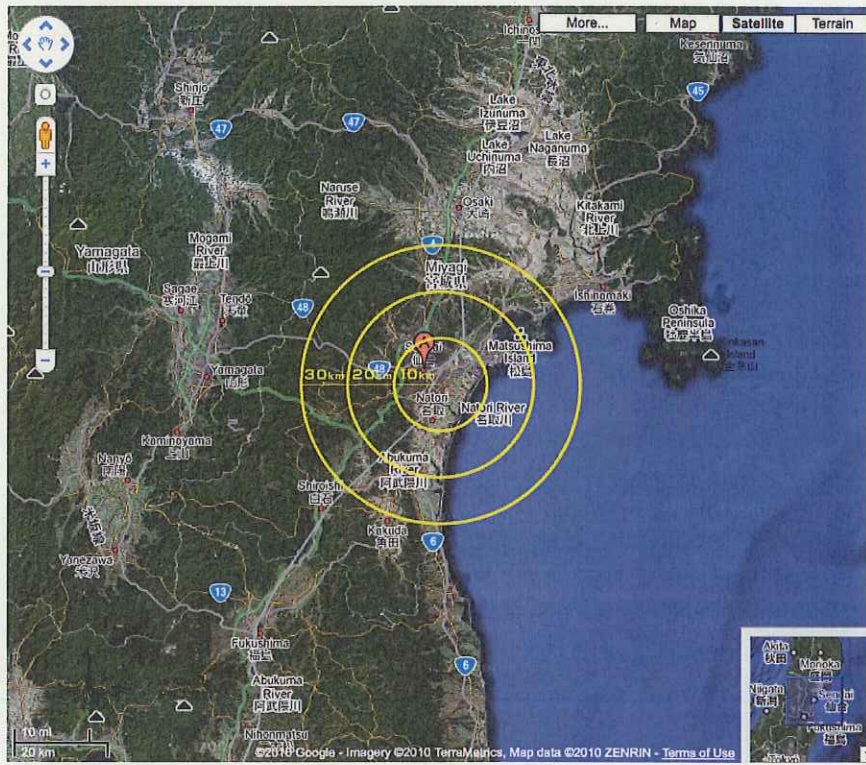 More...
Map
Satellite
Terrain
Kesennuma
気仙沼
45
Shinjo
新庄
47
47
Lake
Izunuma
伊豆沼
Lake
Naganuma
長沼
Lake
Uchinuma
内沼
Naruse
River
鳴瀬川
Osaki
大崎
Kitakami
River
北上川
Mogami
River
最上川
Yamagata
山形県
4
Miyagi
宮城県
Sagae
寒河江
Tendō
48
Ishinomaki
石巻
Oshika
Peninsula
牡鹿半島
Island
Matsushima
Island
松島
48
30km
20km
10km
Yamagata
山形
Natori
名取
Natori River
名取川
Kaminoyama
上山
Nanyō
南陽
Abukuma
River
阿武隈川
Shiroishi
白石
Kakuda
角田
6
Yonezawa
米沢
13
Fukushima
福島
6
Abukuma
River
阿武隈川
Nihonmatsu
10 mi
20 km
©2010 Google - Imagery ©2010 TerraMetrics, Map data ©2010 ZENRIN - Terms of Use
Akita
秋田
Morioka
盛岡
Niigata
新潟
Sendai
仙台
Fukushima
福島
Tokyo